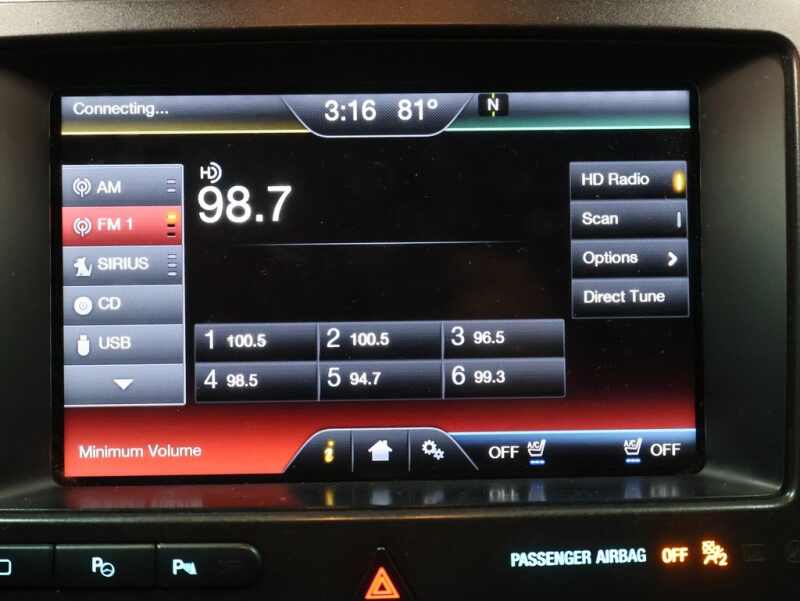 Connecting... 3:16 81° N
AM
FM 1
SIRIUS
CD
USB
HD
98.7
HD Radio
Scan
Options
Direct Tune
1 100.5 2 100.5 3 96.5
4 98.5 5 94.7 6 99.3
Minimum Volume i OFF A/C A/C OFF
P P
PASSENGER AIRBAG OFF 2